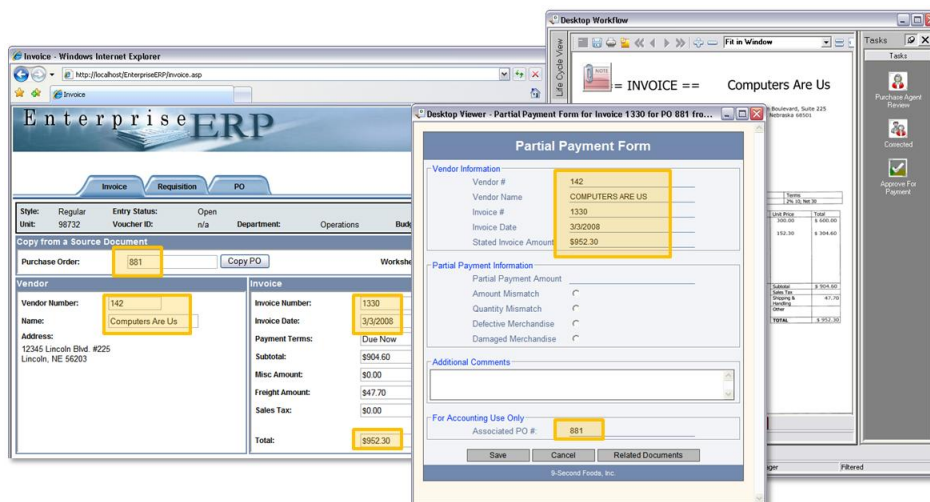 Invoice - Windows Internet Explorer
http://localhost/EnterpriseERP/invoice.asp
Invoice
Enterprise ERP
Invoice
Requisition
PO
Style: Regular Entry Status: Open
Unit: 98732 Voucher ID: n/a Department: Operations
Copy from a Source Document
Purchase Order: 881 Copy PO
Vendor
Vendor Number: 142
Name: Computers Are Us
Address:
12345 Lincoln Blvd. #225
Lincoln, NE 56203
Invoice
Invoice Number: 1330
Invoice Date: 3/3/2008
Payment Terms: Due Now
Subtotal: $904.60
Misc Amount: $0.00
Freight Amount: $47.70
Sales Tax: $0.00
Total: $952.30
Desktop Viewer - Partial Payment Form for Invoice 1330 for PO 881 fro...
Partial Payment Form
Vendor Information
Vendor # 142
Vendor Name COMPUTERS ARE US
Invoice # 1330
Invoice Date 3/3/2008
Stated Invoice Amount $952.30
Partial Payment Information
Partial Payment Amount
Amount Mismatch
Quantity Mismatch
Defective Merchandise
Damaged Merchandise
Additional Comments
For Accounting Use Only
Associated PO #: 881
Save Cancel Related Documents
9-Second Foods, Inc.
Desktop Workflow
Life Cycle View
Fit in Window
NOTE
= INVOICE ==
Computers Are Us
Boulevard, Suite 225
Nebraska 68501
Terms
2% 10, Net 30
Unit Price Total
300.00 $ 600.00
152.30 $ 304.60
Subtotal $ 904.60
Sales Tax
Shipping & Handling 47.70
Other
TOTAL $ 952.30
Filtered
Tasks
Tasks
Purchase Agent
Review
Corrected
Approve For
Payment